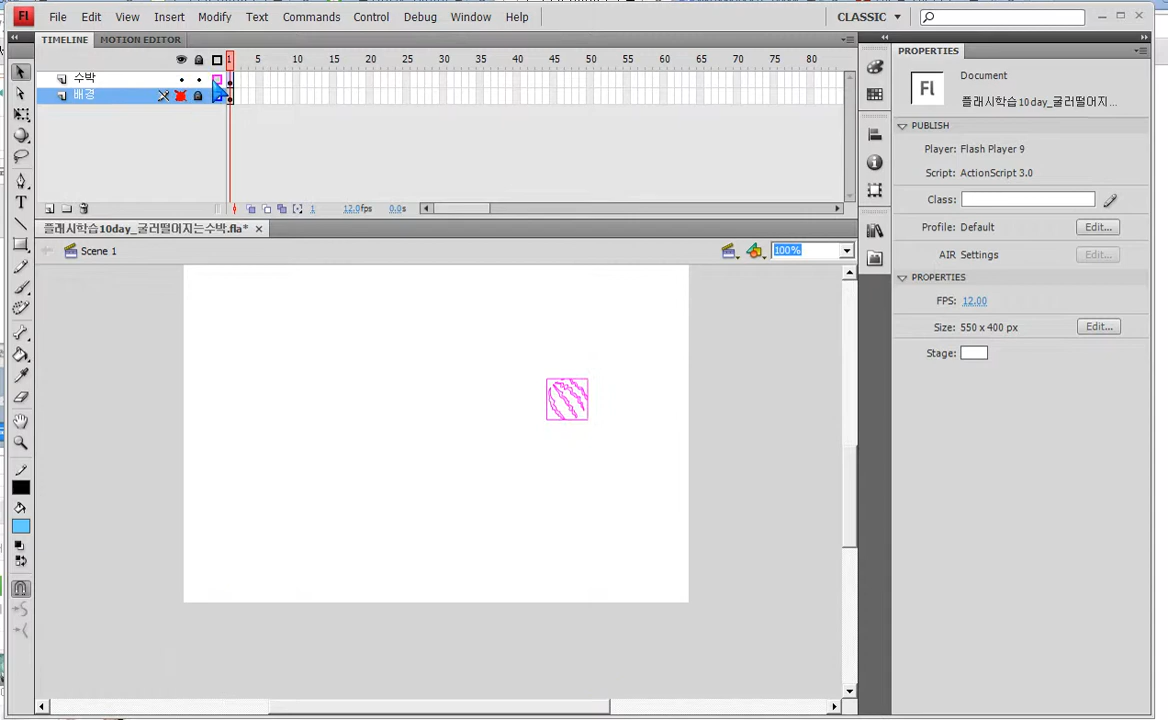 Fl File Edit View Insert Modify Text Commands Control Debug Window Help CLASSIC
TIMELINE MOTION EDITOR
1 5 10 15 20 25 30 35 40 45 50 55 60 65 70 75 80
수박
배경
1 12.0fps 0.0s
플래시학습10day_굴러떨어지는수박.fla* ×
Scene 1 100%
PROPERTIES
Fl
Document
플래시학습10day_굴러떨어지...
PUBLISH
Player: Flash Player 9
Script: ActionScript 3.0
Class:
Profile: Default Edit...
AIR Settings Edit...
PROPERTIES
FPS: 12.00
Size: 550 x 400 px Edit...
Stage: